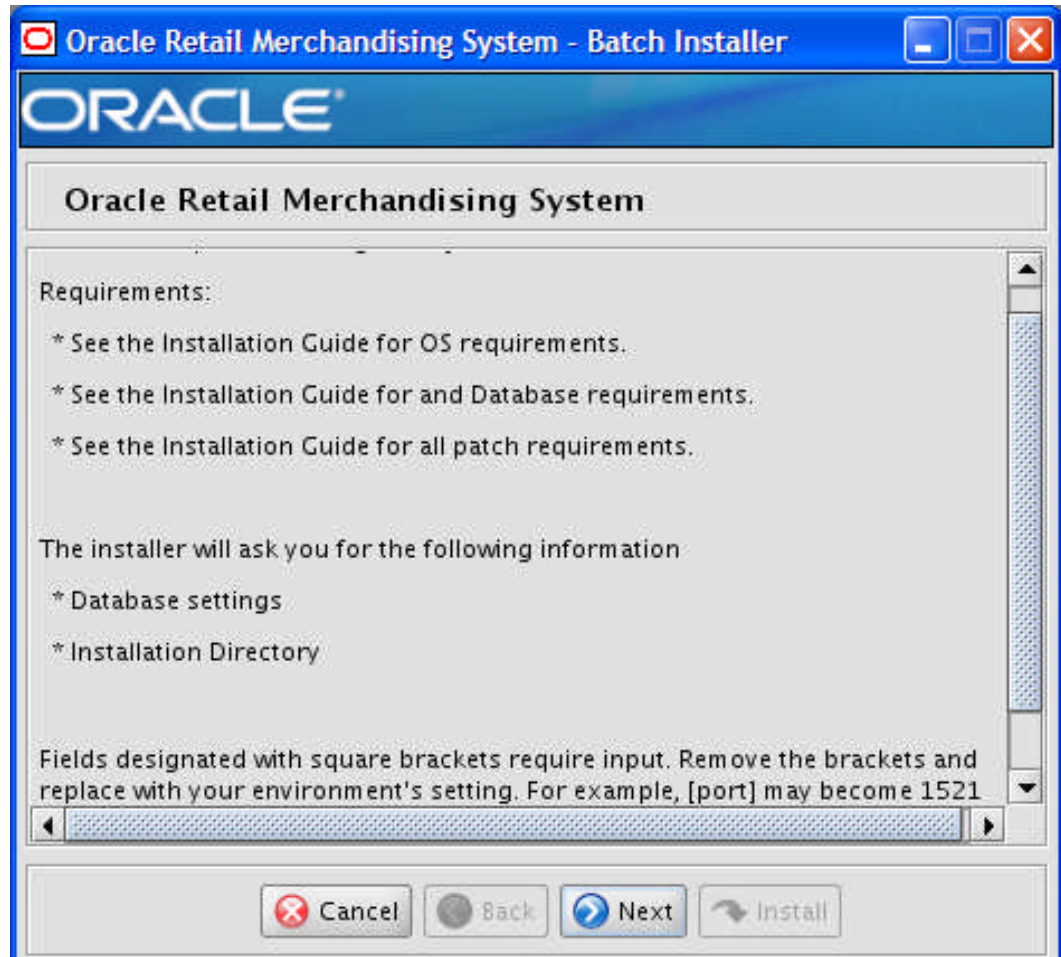 Oracle Retail Merchandising System - Batch Installer
ORACLE
Oracle Retail Merchandising System
Requirements:
* See the Installation Guide for OS requirements.
* See the Installation Guide for and Database requirements.
* See the Installation Guide for all patch requirements.
The installer will ask you for the following information
* Database settings
* Installation Directory
Fields designated with square brackets require input. Remove the brackets and
replace with your environment's setting. For example, [port] may become 1521
Cancel Back Next Install